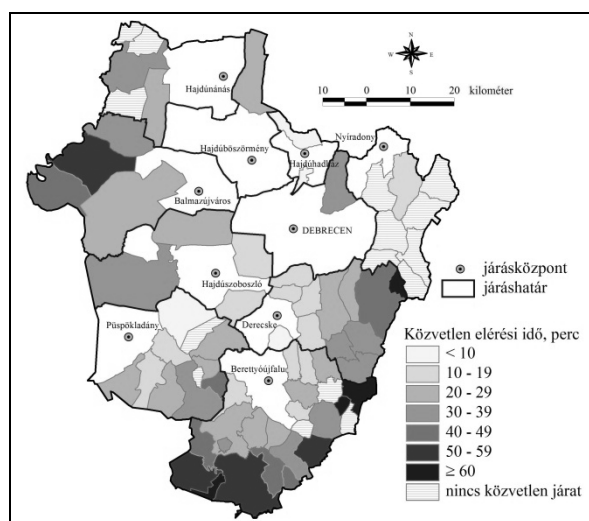 N
W E
S
10 0 10 20 kilométer
Hajdúnánás
Hajdúböszörmény
Hajdúhadház
Nyíradony
Balmazújváros
DEBRECEN
Hajdúszoboszló
Püspökladány
Derecske
Berettyóújfalu
járásközpont
járáshatár
Közvetlen elérési idő, perc
< 10
10 - 19
20 - 29
30 - 39
40 - 49
50 - 59
≥ 60
nincs közvetlen járat